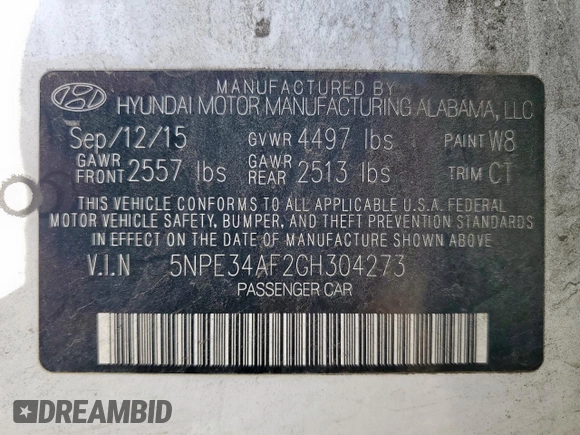 MANUFACTURED BY
HYUNDAI MOTOR MANUFACTURING ALABAMA, LLC
Sep/12/15 GVWR 4497 lbs PAINT W8
GAWR FRONT 2557 lbs GAWR REAR 2513 lbs TRIM CT
THIS VEHICLE CONFORMS TO ALL APPLICABLE U.S.A. FEDERAL
MOTOR VEHICLE SAFETY, BUMPER, AND THEFT PREVENTION STANDARDS
IN EFFECT ON THE DATE OF MANUFACTURE SHOWN ABOVE.
V.I.N 5NPE34AF2GH304273
PASSENGER CAR
DREAMBID